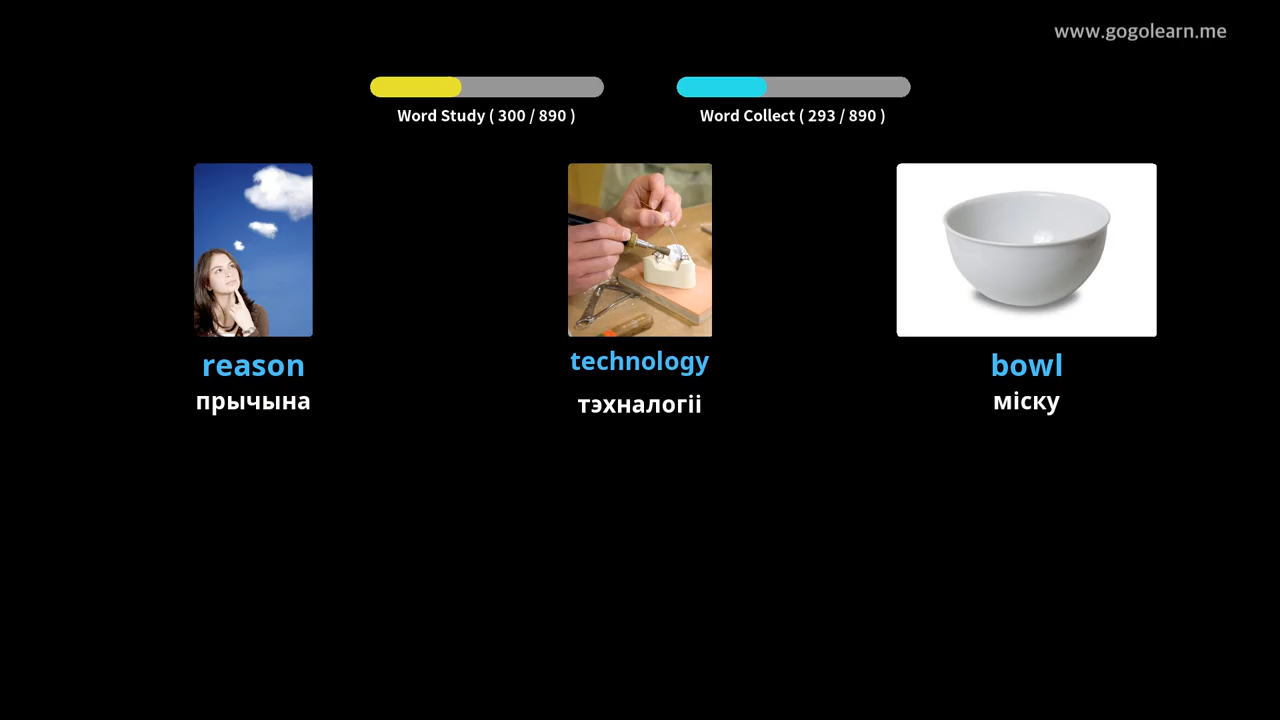 www.gogolearn.me
Word Study ( 300 / 890 )
Word Collect ( 293 / 890 )
reason
прычына
technology
тэхналогіі
bowl
міску